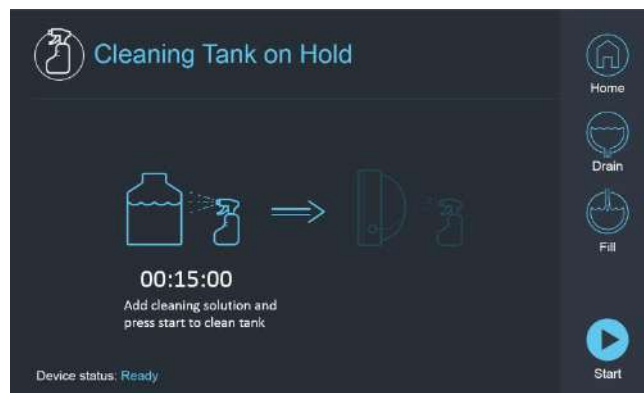 Cleaning Tank on Hold
Home
Drain
Fill
00:15:00
Add cleaning solution and
press start to clean tank
Device status: Ready
Start